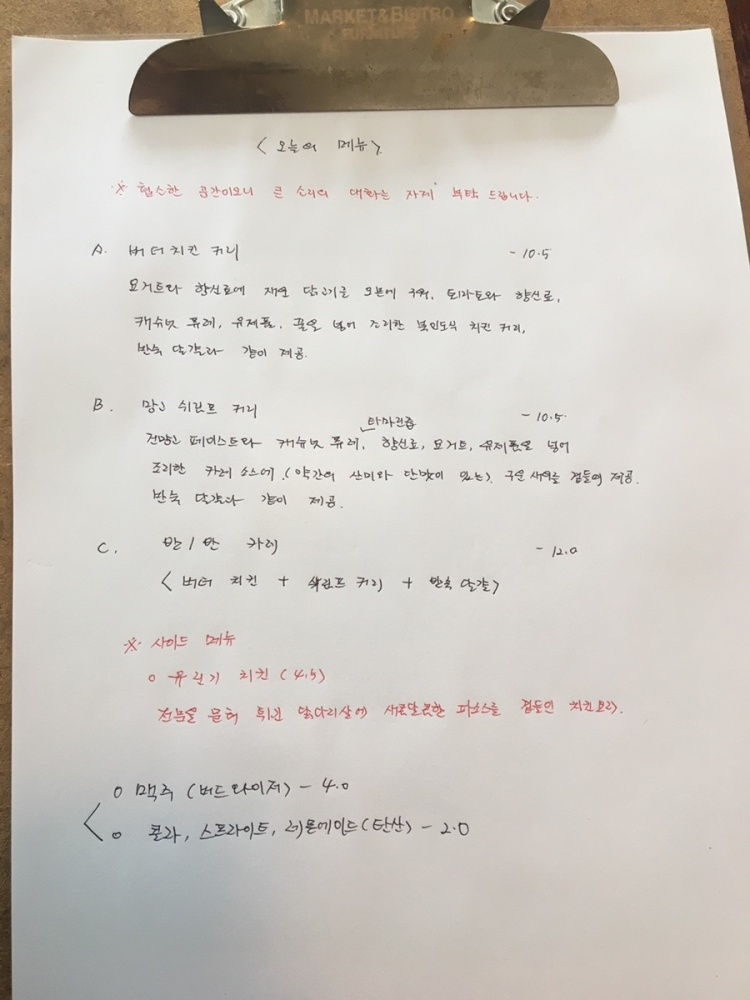 MARKET&BISTRO
< 오늘의 메뉴 >
※ 협소한 공간이오니 큰 소리의 대화는 자제 부탁 드립니다.
A. 버터치킨 커리 - 10.5
요거트와 향신료에 재운 닭고기를 오븐에 구워, 토마토와 향신료,
캐슈넛 퓨레, 유제품, 꿀을 넣어 조리한 북인도식 치킨 커리,
반숙 달걀과 같이 제공.
B. 망고 쉬림프 커리 - 10.5
타마린즙
건망고 페이스트와 캐슈넛 퓨레, 향신료, 요거트, 유제품을 넣어
조리한 카레 소스에, (약간의 산미와 단맛이 있는) 구운 새우를 곁들여 제공.
반숙 달걀과 같이 제공.
C. 반 / 반 카레 - 12.0
< 버터 치킨 + 쉬림프 커리 + 반숙 달걀 >
※ 사이드 메뉴
o 유린기 치킨 (4.5)
전분을 묻혀 튀긴 닭다리살에 새콤달콤한 파소스를 곁들인 치킨요리.
o 맥주 (버드와이저) - 4.0
o 콜라, 스프라이트, 레몬에이드(탄산) - 2.0